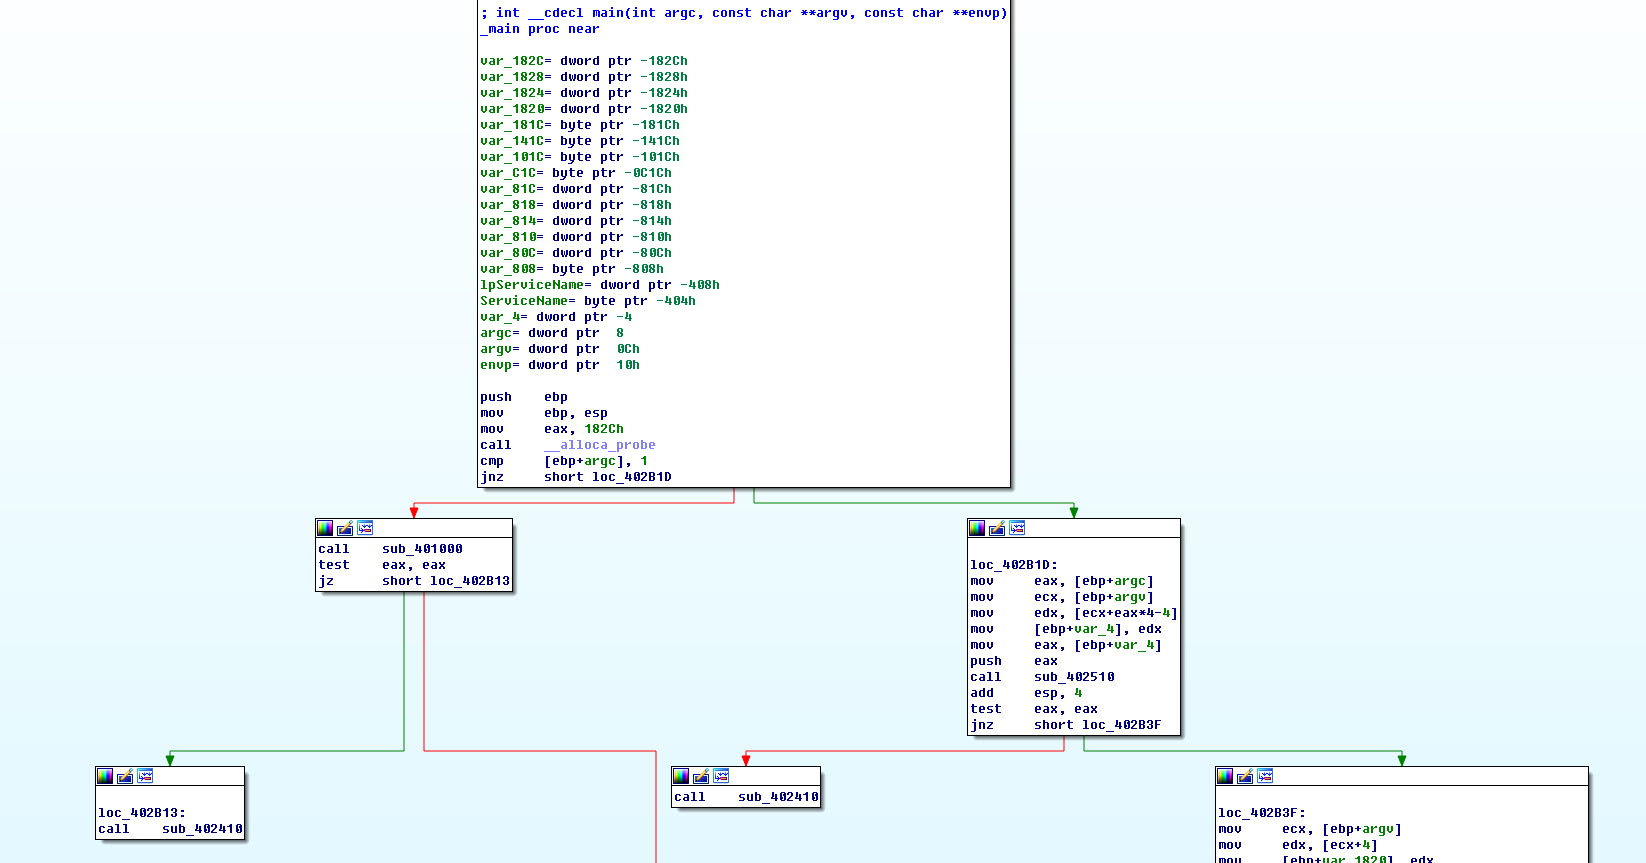 ; int __cdecl main(int argc, const char **argv, const char **envp)
_main proc near
var_182C= dword ptr -182Ch
var_1828= dword ptr -1828h
var_1824= dword ptr -1824h
var_1820= dword ptr -1820h
var_181C= byte ptr -181Ch
var_141C= byte ptr -141Ch
var_101C= byte ptr -101Ch
var_C1C= byte ptr -0C1Ch
var_81C= dword ptr -81Ch
var_818= dword ptr -818h
var_814= dword ptr -814h
var_810= dword ptr -810h
var_80C= dword ptr -80Ch
var_808= byte ptr -808h
lpServiceName= dword ptr -408h
ServiceName= byte ptr -404h
var_4= dword ptr -4
argc= dword ptr 8
argv= dword ptr 0Ch
envp= dword ptr 10h
push ebp
mov ebp, esp
mov eax, 182Ch
call __alloca_probe
cmp [ebp+argc], 1
jnz short loc_402B1D
call sub_401000
test eax, eax
jz short loc_402B13
loc_402B1D:
mov eax, [ebp+argc]
mov ecx, [ebp+argv]
mov edx, [ecx+eax*4-4]
mov [ebp+var_4], edx
mov eax, [ebp+var_4]
push eax
call sub_402510
add esp, 4
test eax, eax
jnz short loc_402B3F
loc_402B13:
call sub_402410
call sub_402410
loc_402B3F:
mov ecx, [ebp+argv]
mov edx, [ecx+4]
mov [ebp+var_1820], edx